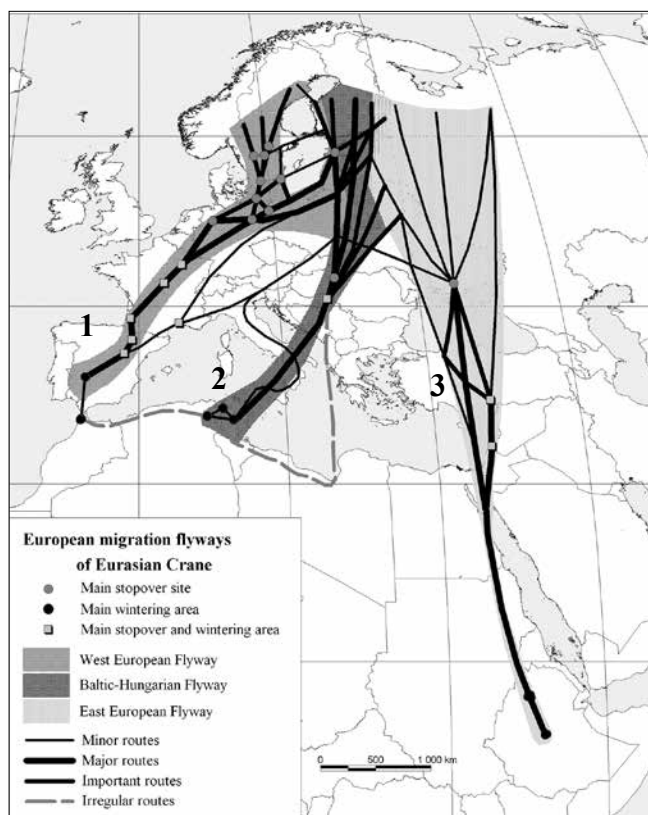 1
2
3
European migration flyways
of Eurasian Crane
Main stopover site
Main wintering area
Main stopover and wintering area
West European Flyway
Baltic-Hungarian Flyway
East European Flyway
Minor routes
Major routes
Important routes
Irregular routes
0 500 1 000 km